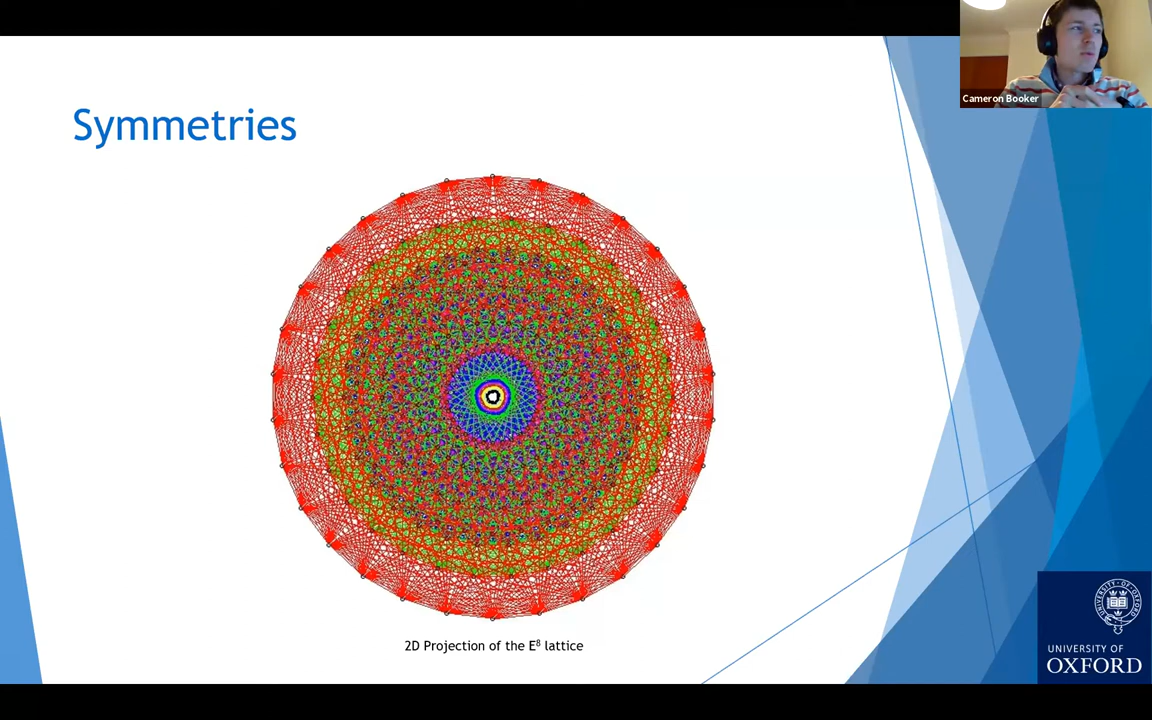 Cameron Booker
Symmetries
2D Projection of the E⁸ lattice
UNIVERSITY OF
OXFORD